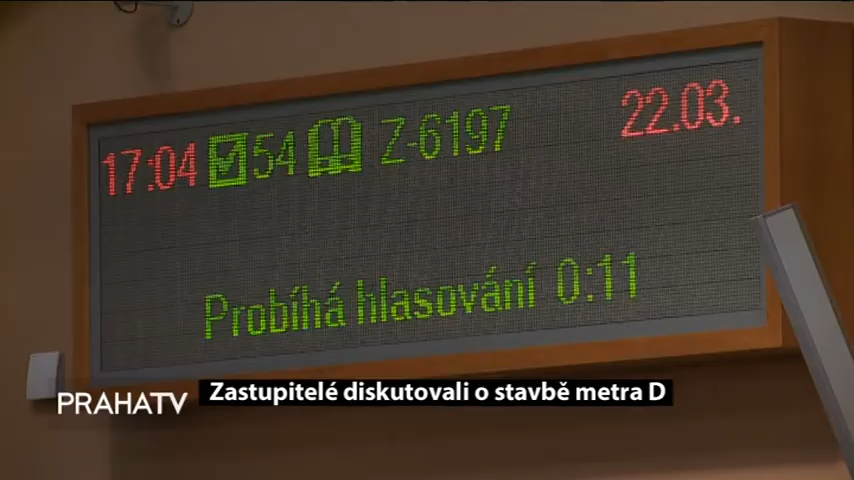 17:04 54 Z-6197 22.03.
Probíhá hlasování 0:11
PRAHATV
Zastupitelé diskutovali o stavbě metra D